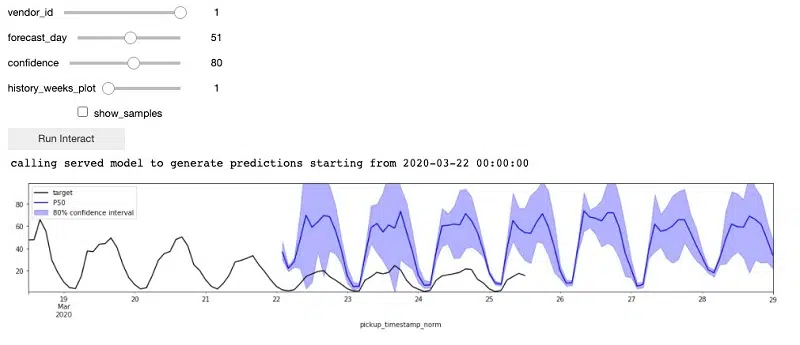 vendor_id 1
forecast_day 51
confidence 80
history_weeks_plot 1
show_samples
Run Interact
calling served model to generate predictions starting from 2020-03-22 00:00:00
target
P50
80% confidence interval
80
60
40
20
19 20 21 22 23 24 25 26 27 28 29
Mar
2020
pickup_timestamp_norm